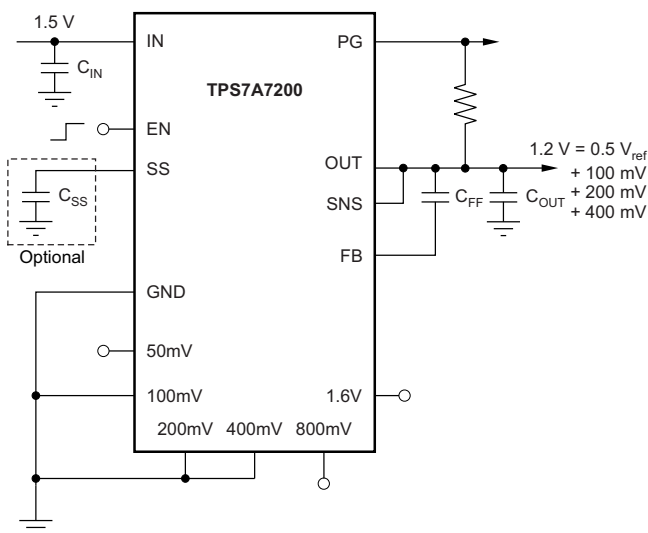 1.5 V
IN
PG
C_IN
TPS7A7200
EN
SS
OUT
1.2 V = 0.5 V_ref
+ 100 mV
+ 200 mV
+ 400 mV
C_SS
SNS
C_FF
C_OUT
Optional
FB
GND
50mV
100mV
1.6V
200mV 400mV 800mV